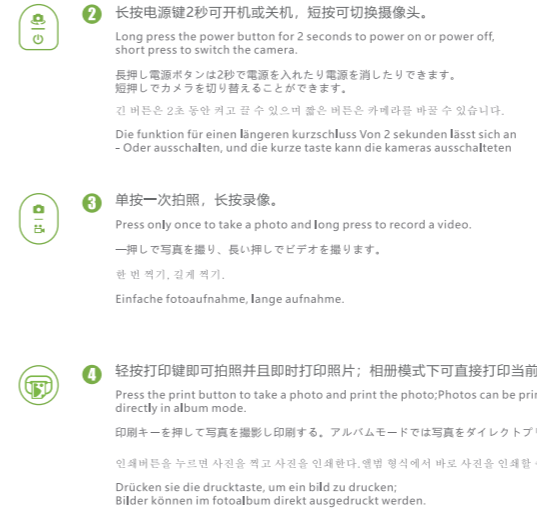 2 长按电源键2秒可开机或关机，短按可切换摄像头。
Long press the power button for 2 seconds to power on or power off,
short press to switch the camera.
長押し電源ボタンは2秒で電源を入れたり電源を消したりできます。
短押しでカメラを切り替えることができます。
긴 버튼은 2초 동안 켜고 끌 수 있으며 짧은 버튼은 카메라를 바꿀 수 있습니다.
Die funktion für einen längeren kurzschluss Von 2 sekunden lässt sich an
– Oder ausschalten, und die kurze taste kann die kameras ausschalteten
3 单按一次拍照，长按录像。
Press only once to take a photo and long press to record a video.
一押しで写真を撮り、長い押しでビデオを撮ります。
한 번 찍기, 길게 찍기.
Einfache fotoaufnahme, lange aufnahme.
4 轻按打印键即可拍照并且即时打印照片；相册模式下可直接打印当前
Press the print button to take a photo and print the photo;Photos can be prin
directly in album mode.
印刷キーを押して写真を撮影し印刷する。アルバムモードでは写真をダイレクトプリ
인쇄버튼을 누르면 사진을 찍고 사진을 인쇄한다.앨범 형식에서 바로 사진을 인쇄할
Drücken sie die drucktaste, um ein bild zu drucken;
Bilder können im fotoalbum direkt ausgedruckt werden.